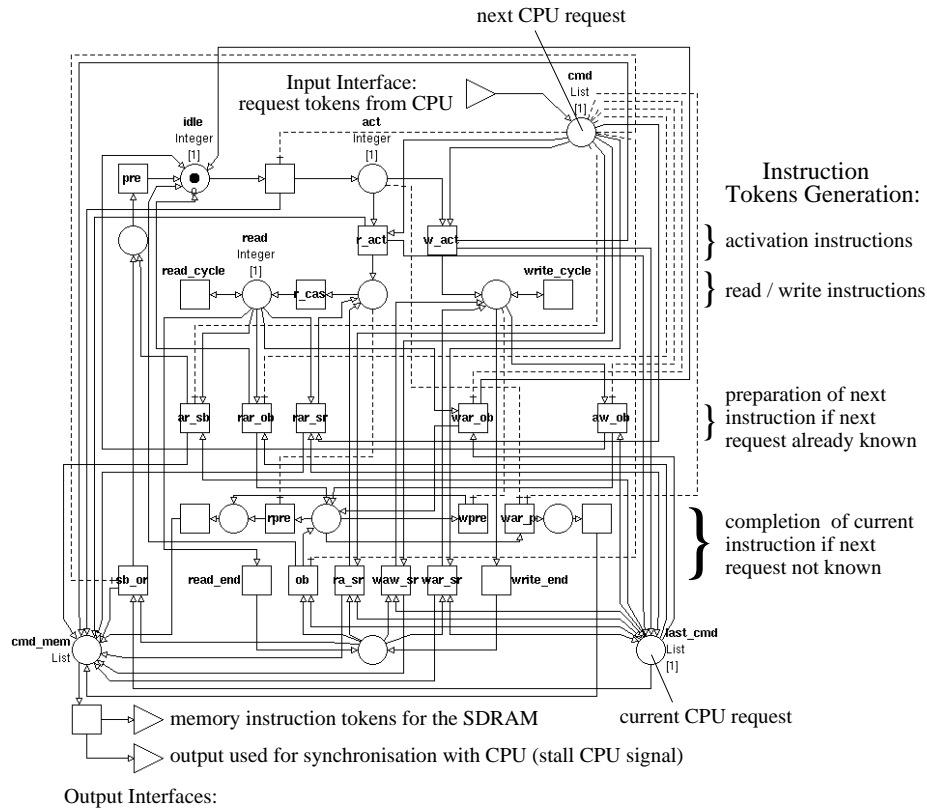 next CPU request
cmd
List
[1]
Input Interface:
request tokens from CPU
idle
Integer
[1]
act
Integer
[1]
pre
Instruction
Tokens Generation:
r_act
w_act
activation instructions
read
Integer
[1]
read_cycle
r_cas
write_cycle
read / write instructions
ar_sb
rar_ob
rar_sr
war_ob
aw_ob
preparation of next
instruction if next
request already known
rpre
wpre
war_p
completion of current
instruction if next
request not known
sb_or
read_end
ob
ra_sr
waw_sr
war_sr
write_end
cmd_mem
List
last_cmd
List
[1]
memory instruction tokens for the SDRAM
current CPU request
output used for synchronisation with CPU (stall CPU signal)
Output Interfaces: